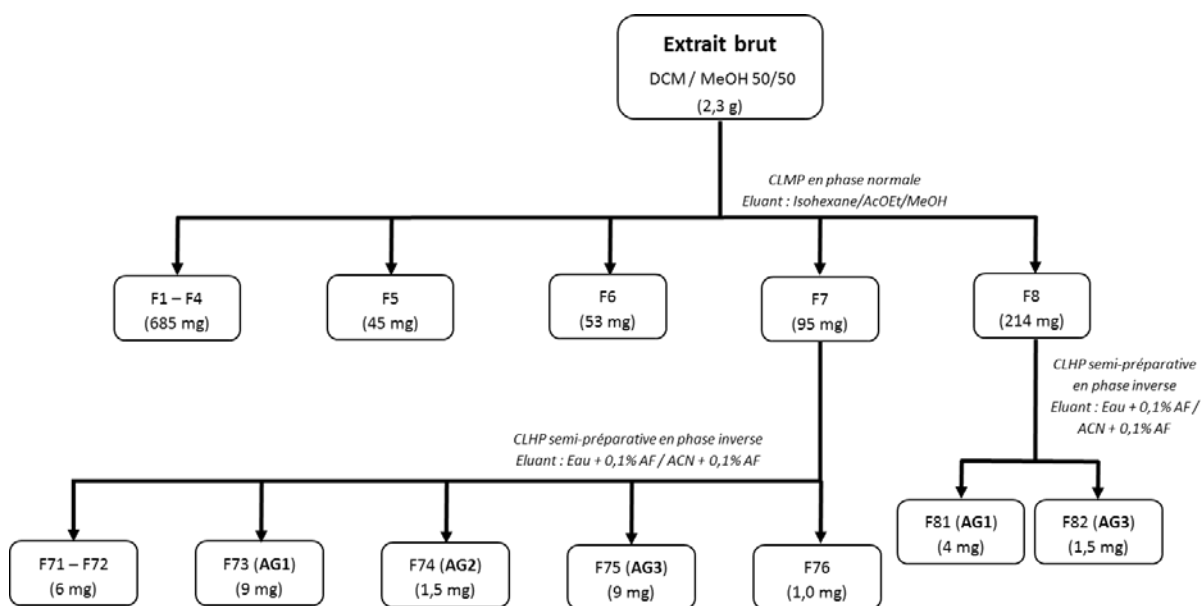 Extrait brut
DCM / MeOH 50/50
(2,3 g)
CLMP en phase normale
Eluant : Isohexane/AcOEt/MeOH
F1 – F4
(685 mg)
F5
(45 mg)
F6
(53 mg)
F7
(95 mg)
F8
(214 mg)
CLHP semi-préparative
en phase inverse
Eluant : Eau + 0,1% AF /
ACN + 0,1% AF
CLHP semi-préparative en phase inverse
Eluant : Eau + 0,1% AF / ACN + 0,1% AF
F71 – F72
(6 mg)
F73 (AG1)
(9 mg)
F74 (AG2)
(1,5 mg)
F75 (AG3)
(9 mg)
F76
(1,0 mg)
F81 (AG1)
(4 mg)
F82 (AG3)
(1,5 mg)